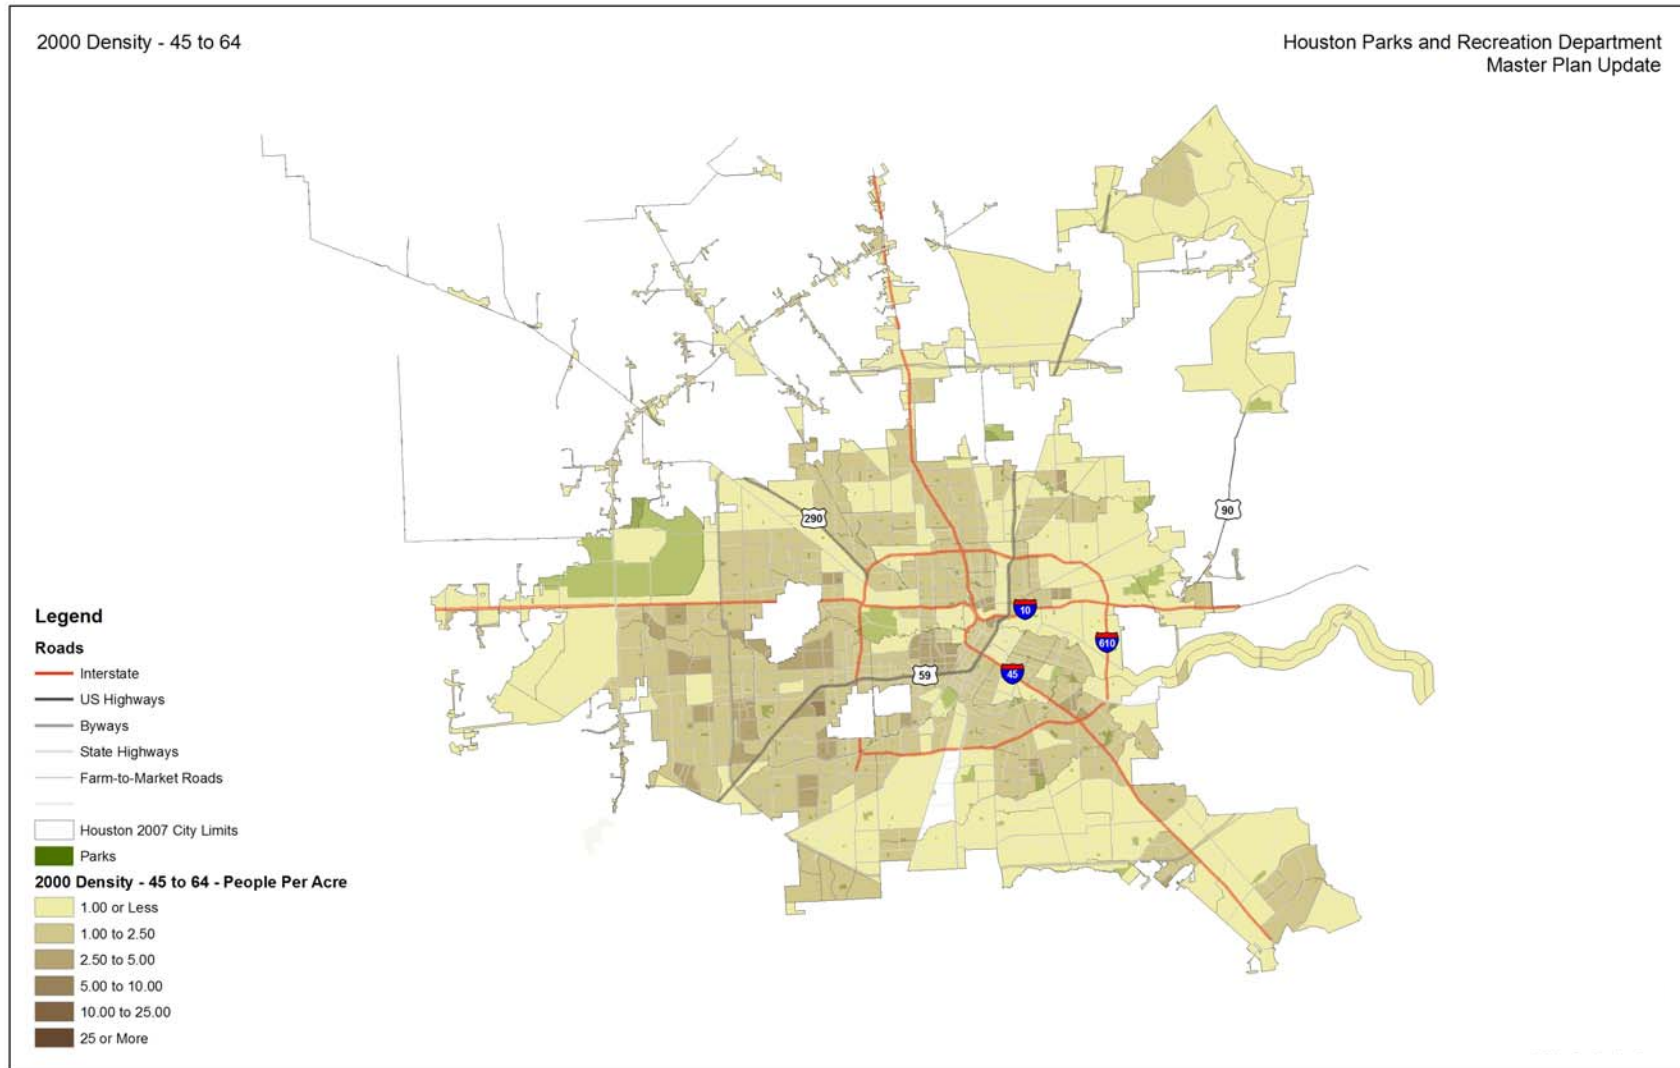 2000 Density - 45 to 64
Houston Parks and Recreation Department
Master Plan Update
290
90
10
610
59
45
Legend
Roads
Interstate
US Highways
Byways
State Highways
Farm-to-Market Roads
Houston 2007 City Limits
Parks
2000 Density - 45 to 64 - People Per Acre
1.00 or Less
1.00 to 2.50
2.50 to 5.00
5.00 to 10.00
10.00 to 25.00
25 or More